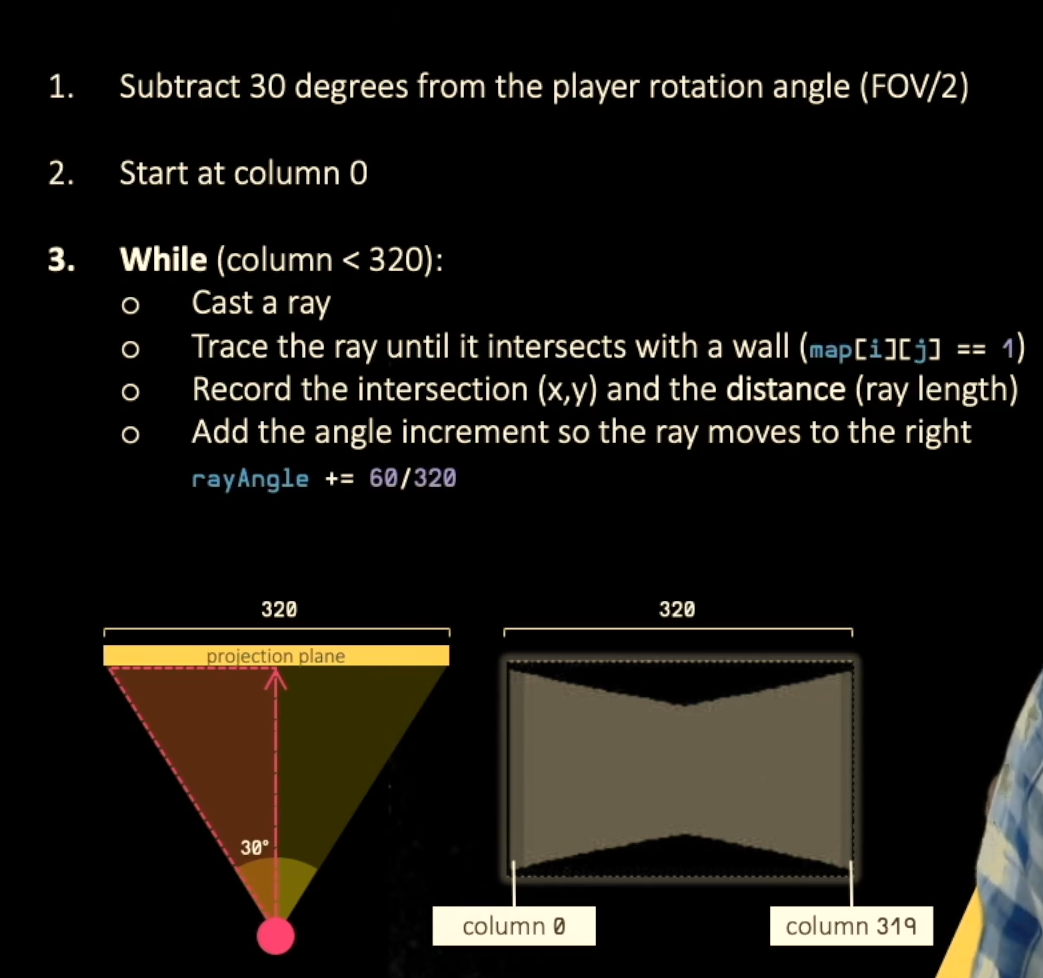 1. Subtract 30 degrees from the player rotation angle (FOV/2)
2. Start at column 0
3. While (column < 320):
o Cast a ray
o Trace the ray until it intersects with a wall (map[i][j] == 1)
o Record the intersection (x,y) and the distance (ray length)
o Add the angle increment so the ray moves to the right
rayAngle += 60/320
320 320
projection plane
30°
column 0 column 319